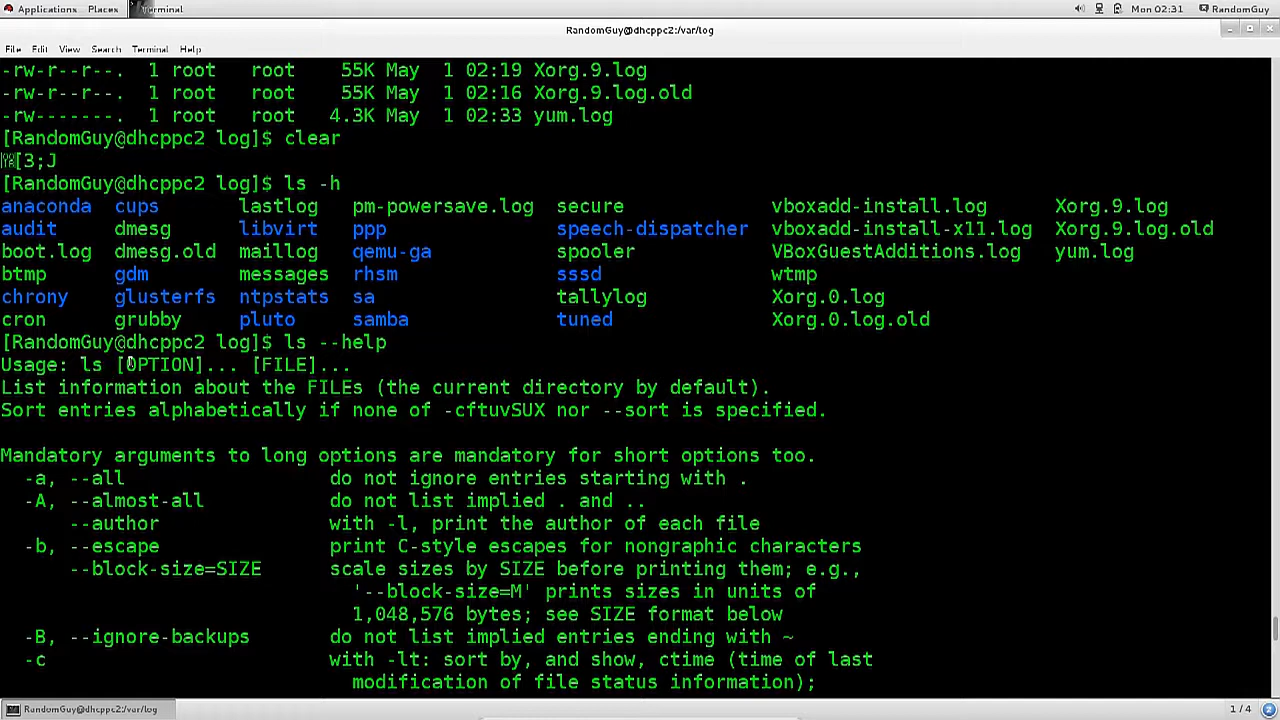 Applications Places Terminal Mon 02:31 RandomGuy
RandomGuy@dhcppc2:/var/log
File Edit View Search Terminal Help
-rw-r--r--. 1 root root 55K May 1 02:19 Xorg.9.log
-rw-r--r--. 1 root root 55K May 1 02:16 Xorg.9.log.old
-rw-------. 1 root root 4.3K May 1 02:33 yum.log
[RandomGuy@dhcppc2 log]$ clear
[3;J
[RandomGuy@dhcppc2 log]$ ls -h
anaconda cups lastlog pm-powersave.log secure vboxadd-install.log Xorg.9.log
audit dmesg libvirt ppp speech-dispatcher vboxadd-install-x11.log Xorg.9.log.old
boot.log dmesg.old maillog qemu-ga spooler VBoxGuestAdditions.log yum.log
btmp gdm messages rhsm sssd wtmp
chrony glusterfs ntpstats sa tallylog Xorg.0.log
cron grubby pluto samba tuned Xorg.0.log.old
[RandomGuy@dhcppc2 log]$ ls --help
Usage: ls [OPTION]... [FILE]...
List information about the FILEs (the current directory by default).
Sort entries alphabetically if none of -cftuvSUX nor --sort is specified.
Mandatory arguments to long options are mandatory for short options too.
-a, --all do not ignore entries starting with .
-A, --almost-all do not list implied . and ..
--author with -l, print the author of each file
-b, --escape print C-style escapes for nongraphic characters
--block-size=SIZE scale sizes by SIZE before printing them; e.g.,
'--block-size=M' prints sizes in units of
1,048,576 bytes; see SIZE format below
-B, --ignore-backups do not list implied entries ending with ~
-c with -lt: sort by, and show, ctime (time of last
modification of file status information);
RandomGuy@dhcppc2:/var/log 1 / 4 2